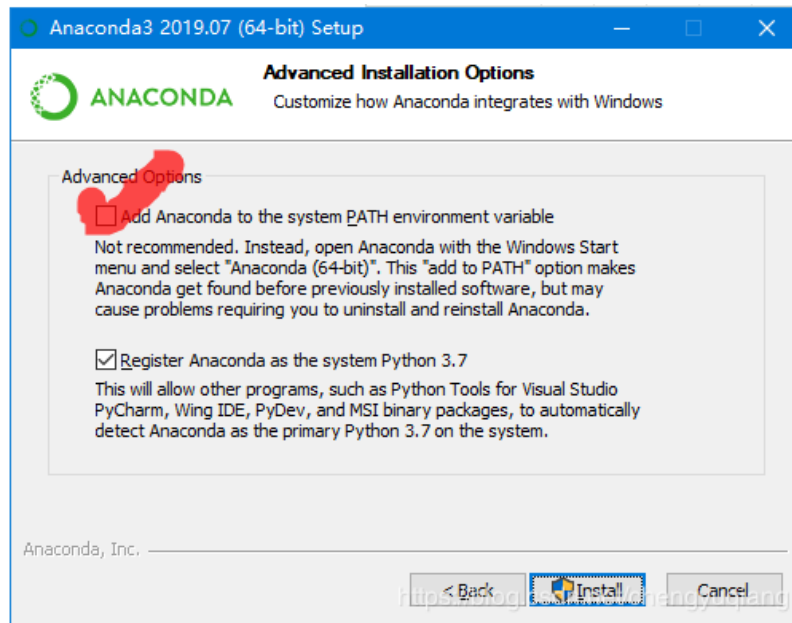 Anaconda3 2019.07 (64-bit) Setup
ANACONDA
Advanced Installation Options
Customize how Anaconda integrates with Windows
Advanced Options
Add Anaconda to the system PATH environment variable
Not recommended. Instead, open Anaconda with the Windows Start
menu and select "Anaconda (64-bit)". This "add to PATH" option makes
Anaconda get found before previously installed software, but may
cause problems requiring you to uninstall and reinstall Anaconda.
Register Anaconda as the system Python 3.7
This will allow other programs, such as Python Tools for Visual Studio
PyCharm, Wing IDE, PyDev, and MSI binary packages, to automatically
detect Anaconda as the primary Python 3.7 on the system.
Anaconda, Inc.
< Back
Install
Cancel